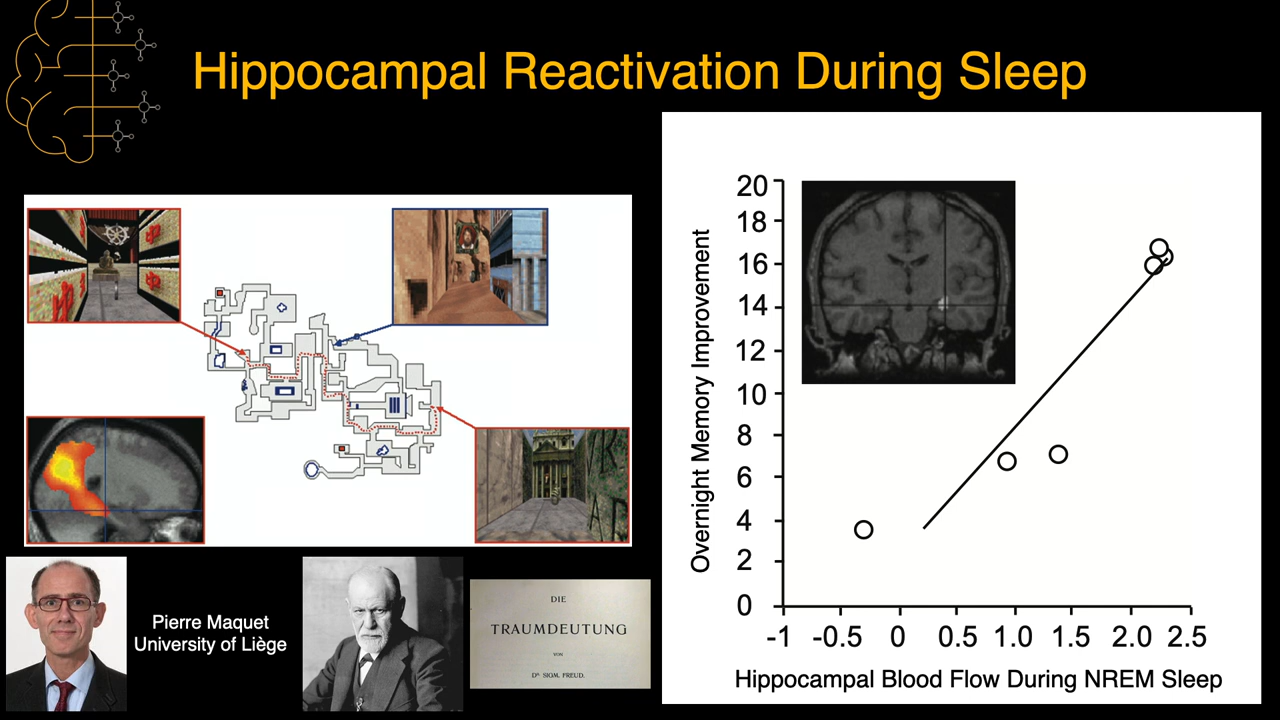 Hippocampal Reactivation During Sleep
Pierre Maquet
University of Liège
DIE
TRAUMDEUTUNG
VON
DR SIGM. FREUD.
Overnight Memory Improvement
20
18
16
14
12
10
8
6
4
2
0
-1 -0.5 0 0.5 1.0 1.5 2.0 2.5
Hippocampal Blood Flow During NREM Sleep